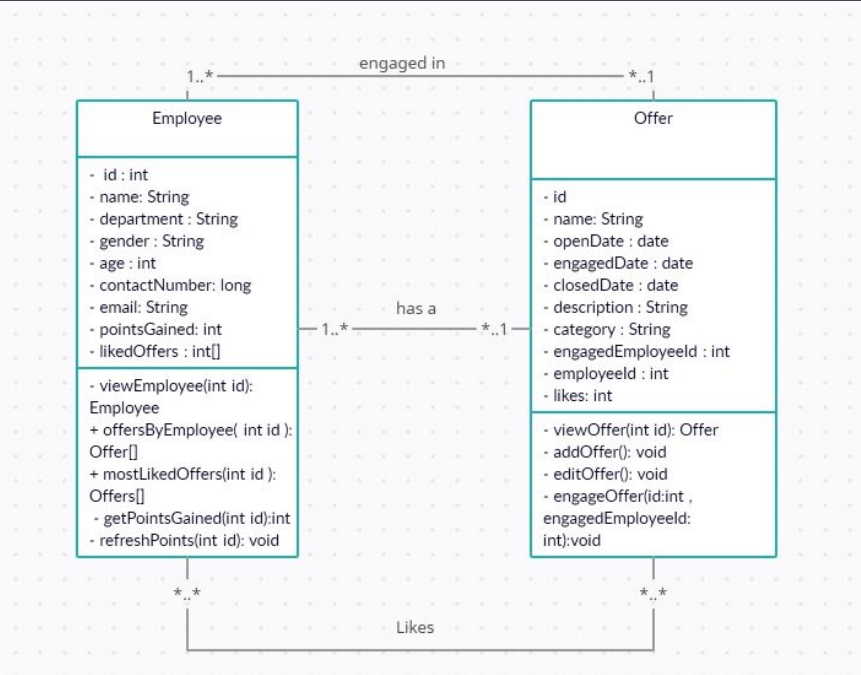 engaged in
1..*
*..1
Employee
- id : int
- name: String
- department : String
- gender : String
- age : int
- contactNumber: long
- email: String
- pointsGained: int
- likedOffers : int[]
- viewEmployee(int id):
Employee
+ offersByEmployee( int id ):
Offer[]
+ mostLikedOffers(int id ):
Offers[]
- getPointsGained(int id):int
- refreshPoints(int id): void
has a
1..*
*..1
Offer
- id
- name: String
- openDate : date
- engagedDate : date
- closedDate : date
- description : String
- category : String
- engagedEmployeeId : int
- employeeId : int
- likes: int
- viewOffer(int id): Offer
- addOffer(): void
- editOffer(): void
- engageOffer(id:int ,
engagedEmployeeId:
int):void
*..*
*..*
Likes